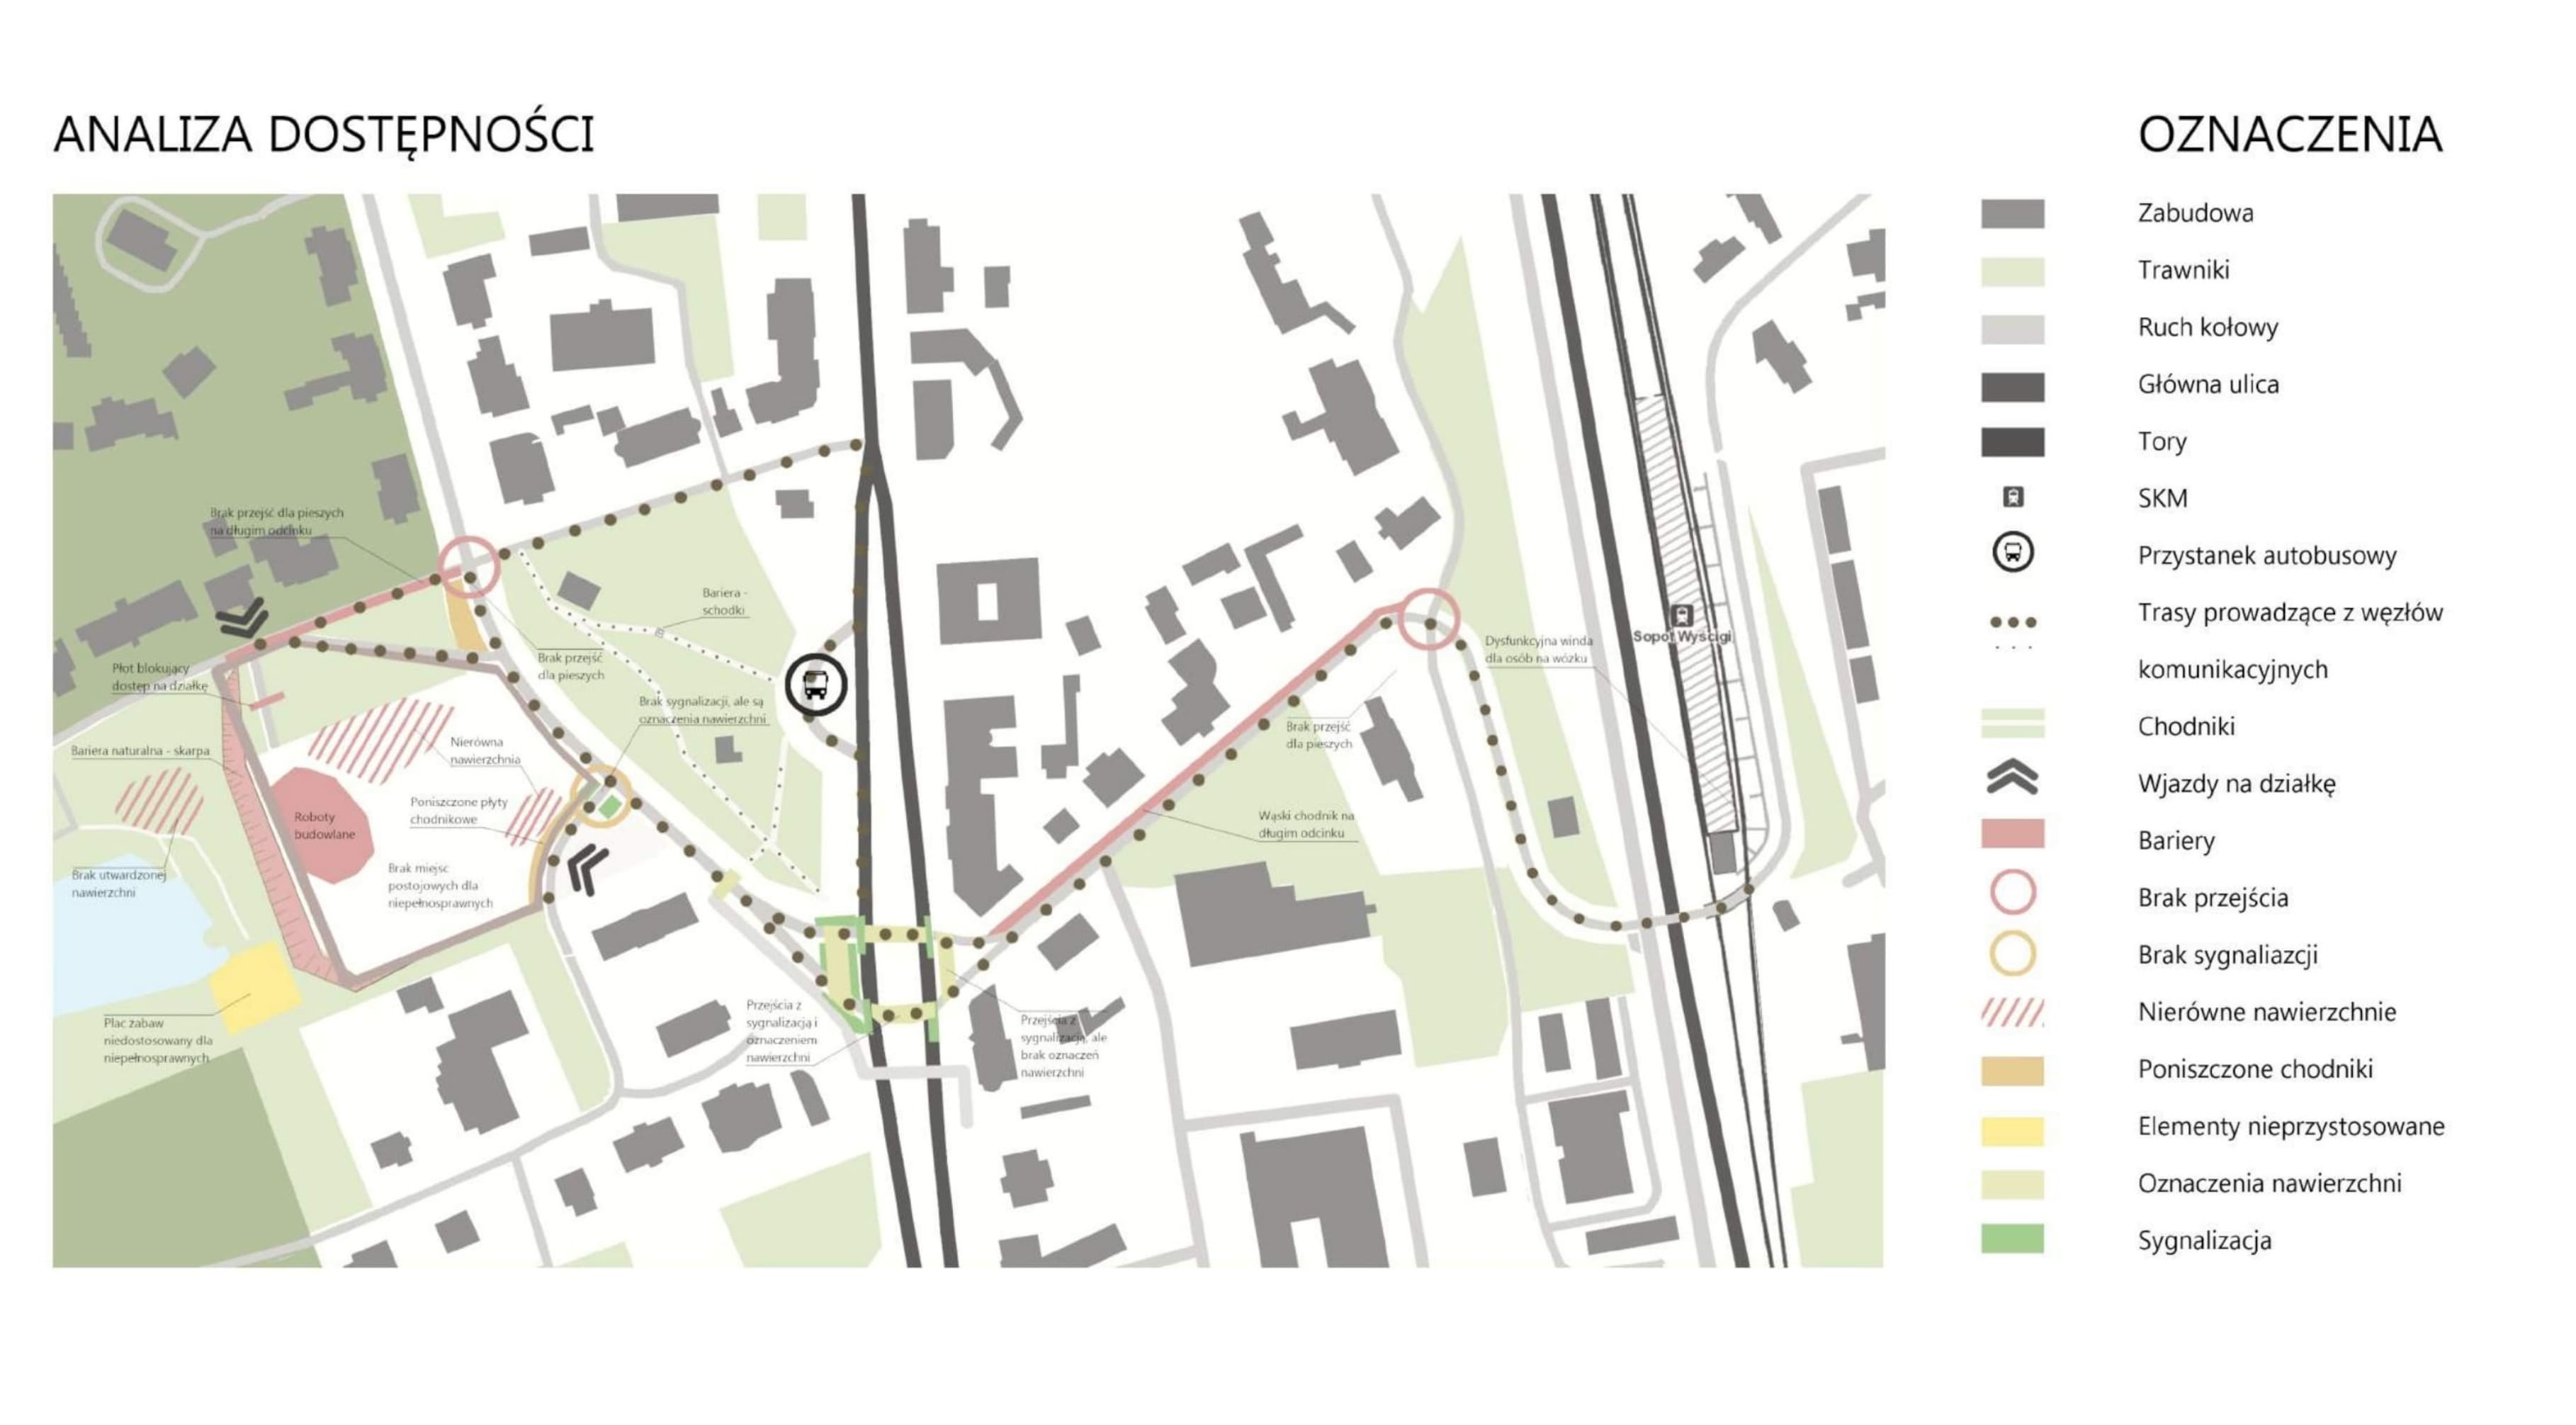 ANALIZA DOSTĘPNOŚCI
Brak przejść dla pieszych
na długim odcinku
Bariera -
schodki
Płot blokujący
dostęp na działkę
Brak przejść
dla pieszych
Brak sygnalizacji, ale są
oznaczenia nawierzchni
Bariera naturalna - skarpa
Nierówna
nawierzchnia
Poniszczone płyty
chodnikowe
Roboty
budowlane
Brak utwardzonej
nawierzchni
Brak miejsc
postojowych dla
niepełnosprawnych
Plac zabaw
niedostosowany dla
niepełnosprawnych
Przejścia z
sygnalizacją i
oznaczeniem
nawierzchni
Przejścia z
sygnalizacją, ale
brak oznaczeń
nawierzchni
Brak przejść
dla pieszych
Wąski chodnik na
długim odcinku
Dysfunkcyjna winda
dla osób na wózku
Sopot Wyścigi
OZNACZENIA
Zabudowa
Trawniki
Ruch kołowy
Główna ulica
Tory
SKM
Przystanek autobusowy
Trasy prowadzące z węzłów
komunikacyjnych
Chodniki
Wjazdy na działkę
Bariery
Brak przejścia
Brak sygnaliazcji
Nierówne nawierzchnie
Poniszczone chodniki
Elementy nieprzystosowane
Oznaczenia nawierzchni
Sygnalizacja